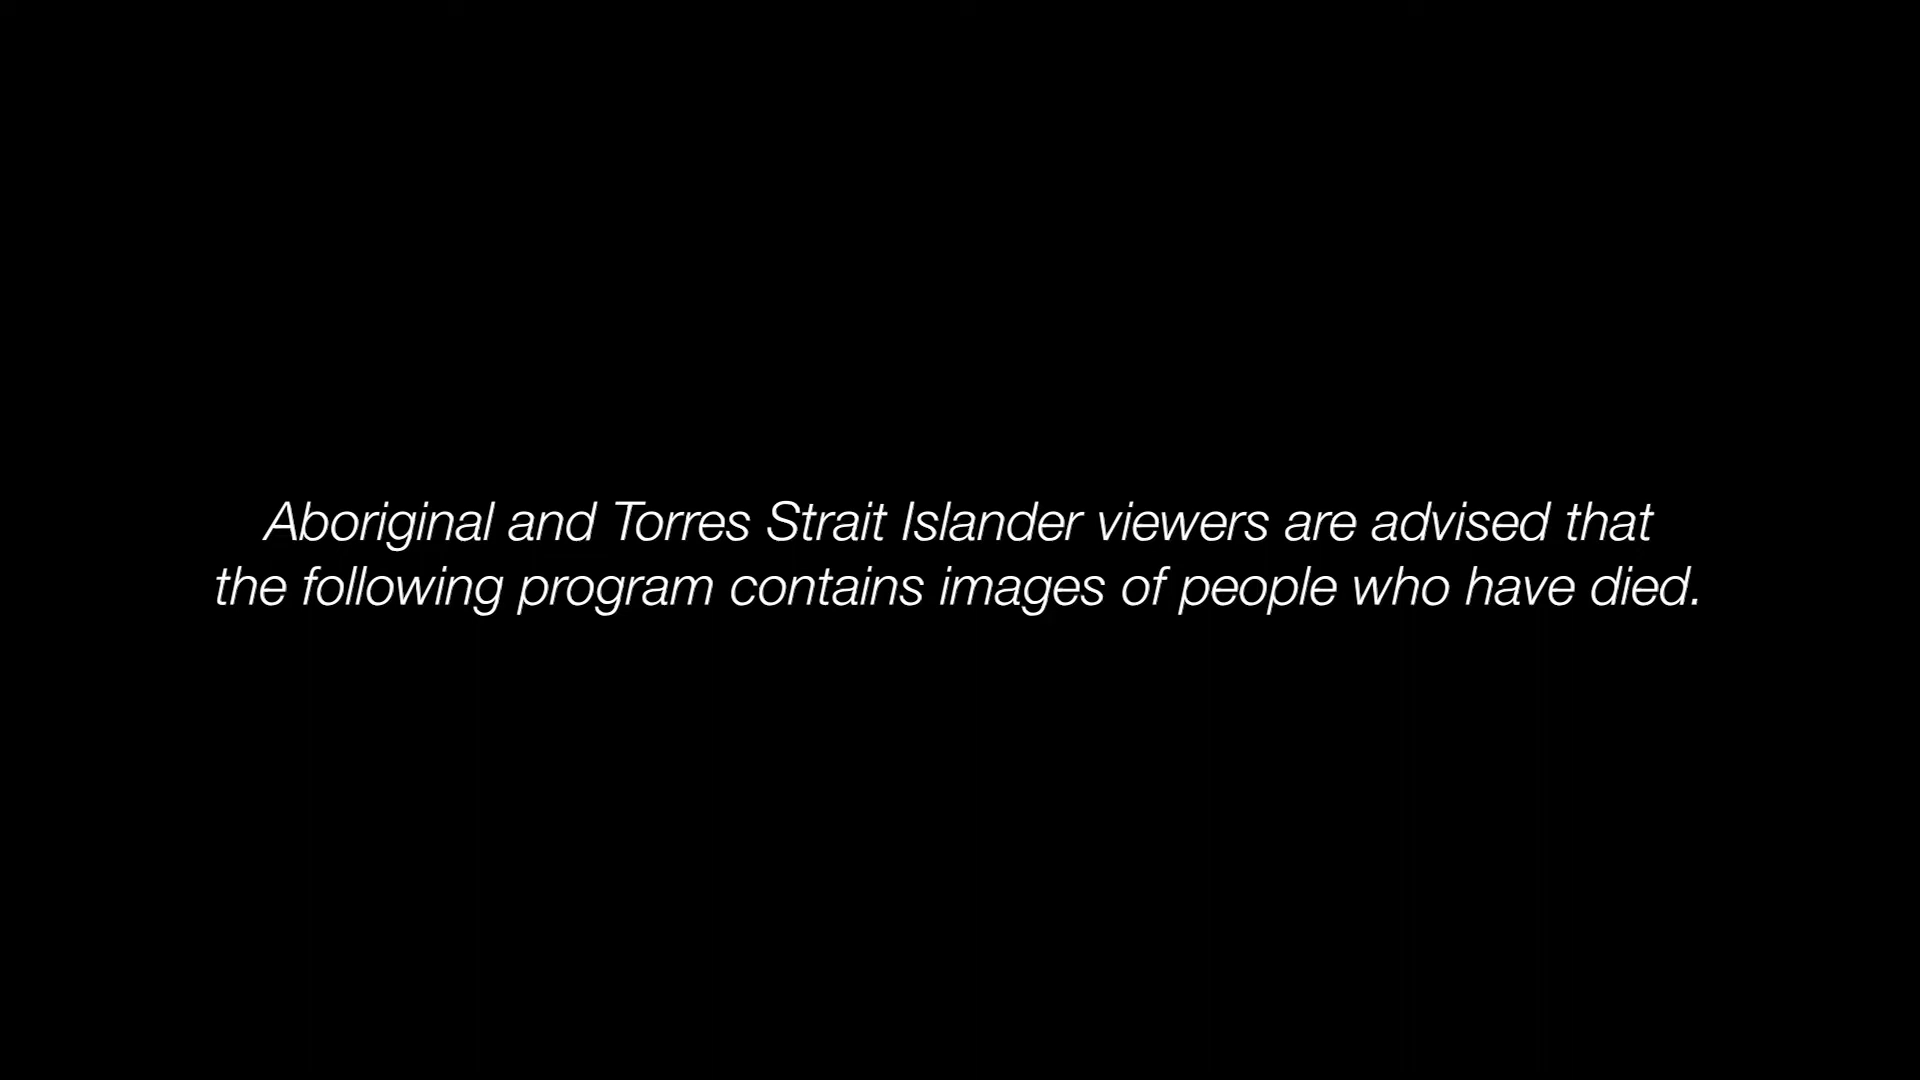 Aboriginal and Torres Strait Islander viewers are advised that
the following program contains images of people who have died.